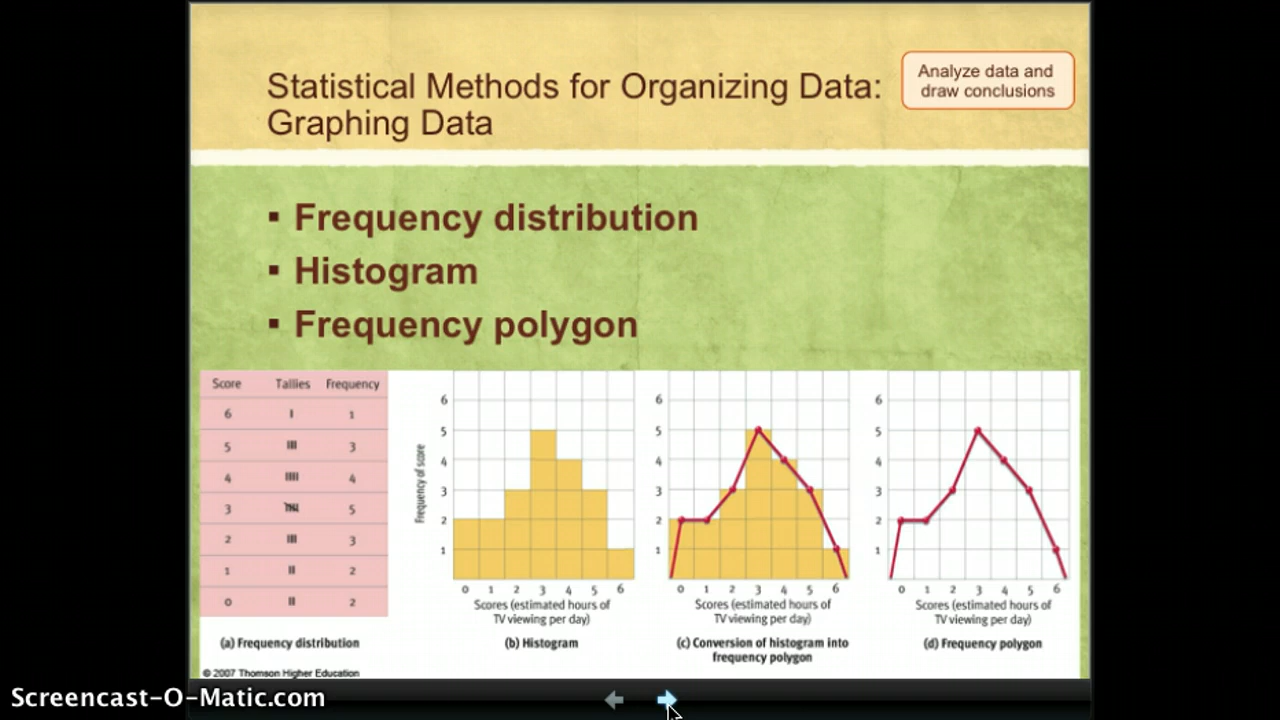 Statistical Methods for Organizing Data:
Graphing Data
Analyze data and
draw conclusions
▪ Frequency distribution
▪ Histogram
▪ Frequency polygon
Score Tallies Frequency
6 I 1
5 III 3
4 IIII 4
3 5
2 III 3
1 II 2
0 II 2
(a) Frequency distribution
Frequency of score
6
5
4
3
2
1
0 1 2 3 4 5 6
Scores (estimated hours of
TV viewing per day)
(b) Histogram
6
5
4
3
2
1
0 1 2 3 4 5 6
Scores (estimated hours of
TV viewing per day)
(c) Conversion of histogram into
frequency polygon
6
5
4
3
2
1
0 1 2 3 4 5 6
Scores (estimated hours of
TV viewing per day)
(d) Frequency polygon
© 2007 Thomson Higher Education
Screencast-O-Matic.com